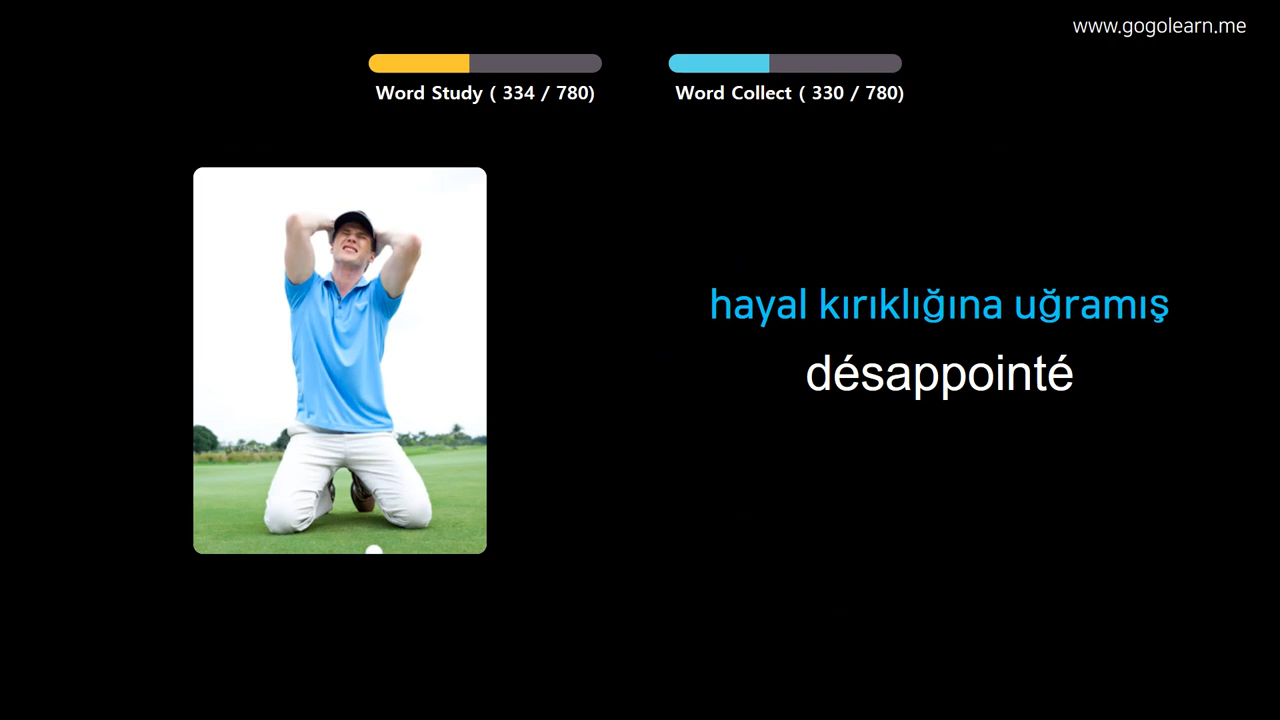 www.gogolearn.me
Word Study ( 334 / 780)
Word Collect ( 330 / 780)
hayal kırıklığına uğramış
désappointé